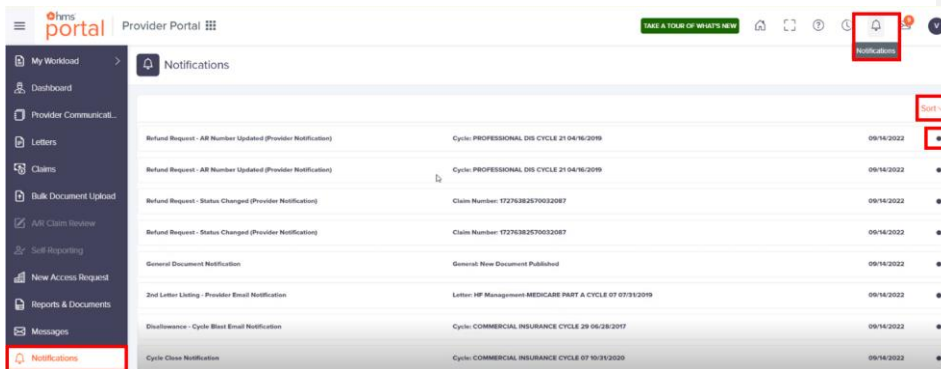 hms
portal Provider Portal TAKE A TOUR OF WHAT'S NEW V
Notifications
My Workload
Notifications
Dashboard
Provider Communicati...
Sort
Letters
Refund Request - AR Number Updated (Provider Notification) Cycle: PROFESSIONAL DIS CYCLE 21 04/16/2019 09/14/2022
Claims
Refund Request - AR Number Updated (Provider Notification) Cycle: PROFESSIONAL DIS CYCLE 21 04/16/2019 09/14/2022
Bulk Document Upload
Refund Request - Status Changed (Provider Notification) Claim Number: 17276382570032087 09/14/2022
A/R Claim Review
Refund Request - Status Changed (Provider Notification) Claim Number: 17276382570032087 09/14/2022
Self Reporting
General Document Notification General: New Document Published 09/14/2022
New Access Request
2nd Letter Listing - Provider Email Notification Letter: HF Management-MEDICARE PART A CYCLE 07 07/31/2019 09/14/2022
Reports & Documents
Disallowance - Cycle Blast Email Notification Cycle: COMMERCIAL INSURANCE CYCLE 29 06/28/2017 09/14/2022
Messages
Notifications
Cycle Close Notification Cycle: COMMERCIAL INSURANCE CYCLE 07 10/31/2020 09/14/2022